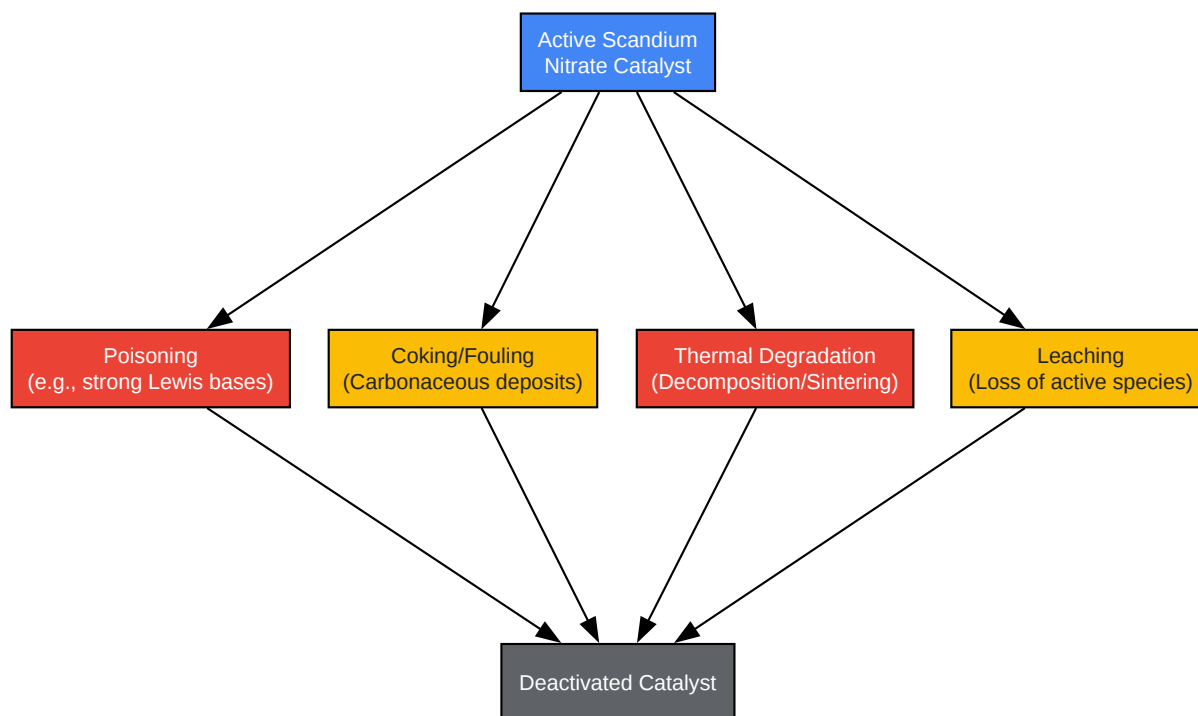 Active Scandium
Nitrate Catalyst
Poisoning
(e.g., strong Lewis bases)
Coking/Fouling
(Carbonaceous deposits)
Thermal Degradation
(Decomposition/Sintering)
Leaching
(Loss of active species)
Deactivated Catalyst